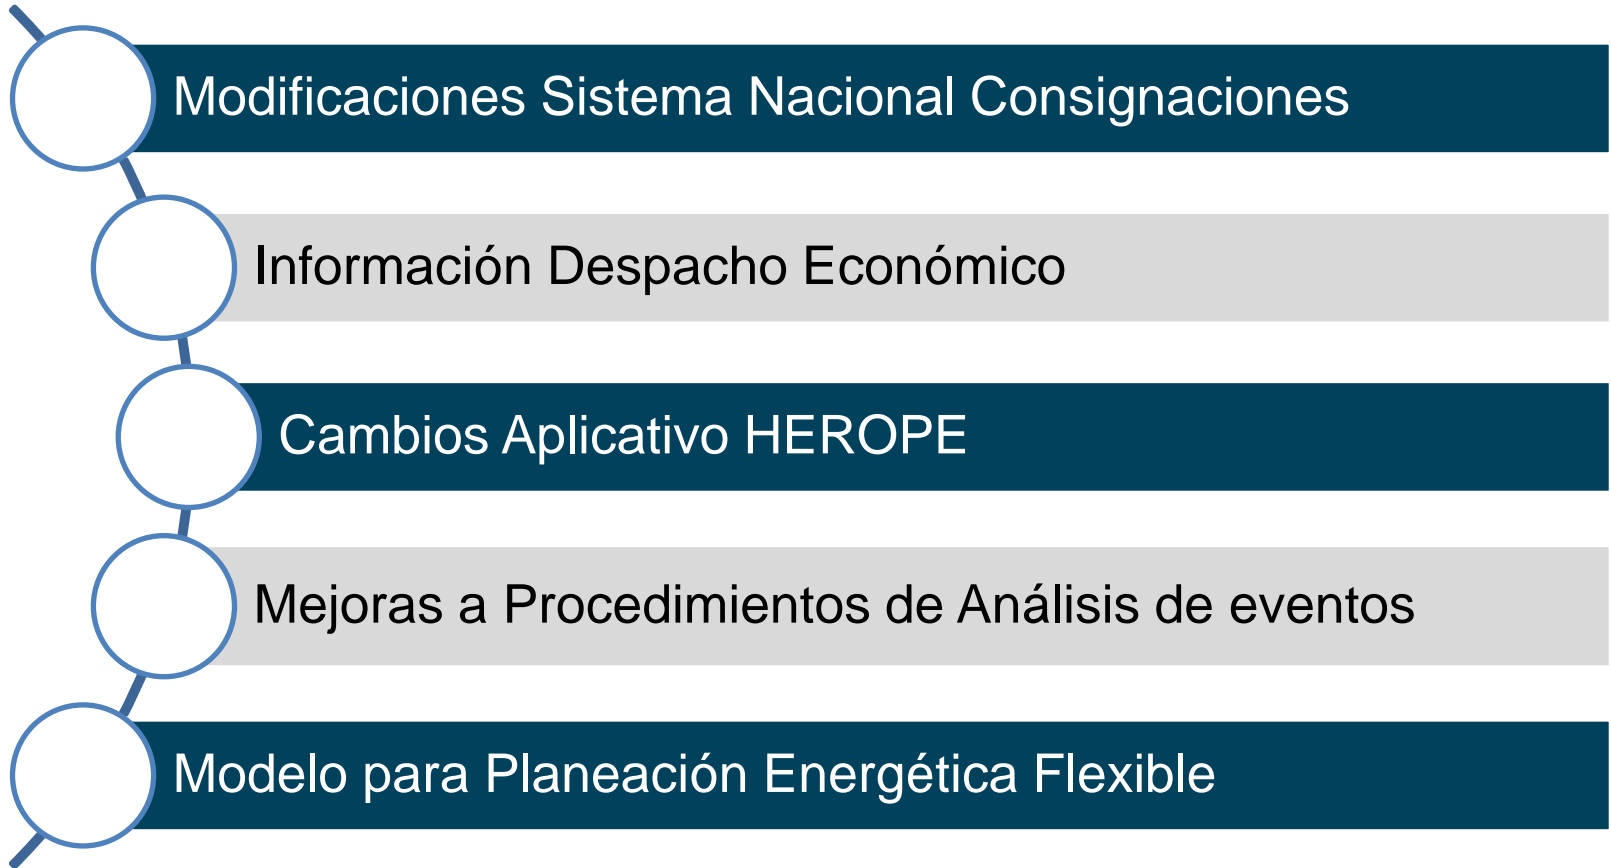 Modificaciones Sistema Nacional Consignaciones
Información Despacho Económico
Cambios Aplicativo HEROPE
Mejoras a Procedimientos de Análisis de eventos
Modelo para Planeación Energética Flexible